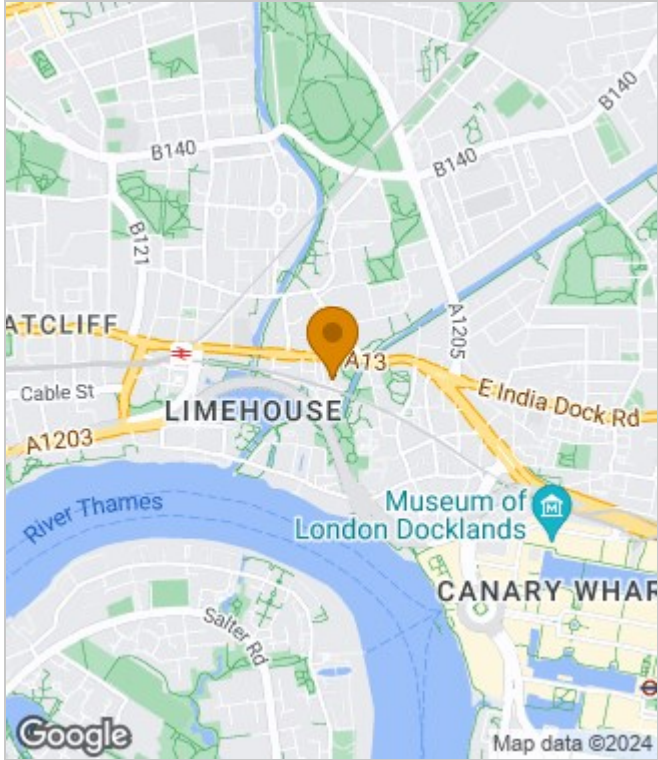 B140
B140
B140
B121
ATCLIFF
A1205
A13
Cable St
LIMEHOUSE
E India Dock Rd
A1203
River Thames
Museum of
London Docklands
CANARY WHAR
Salter Rd
Google
Map data ©2024